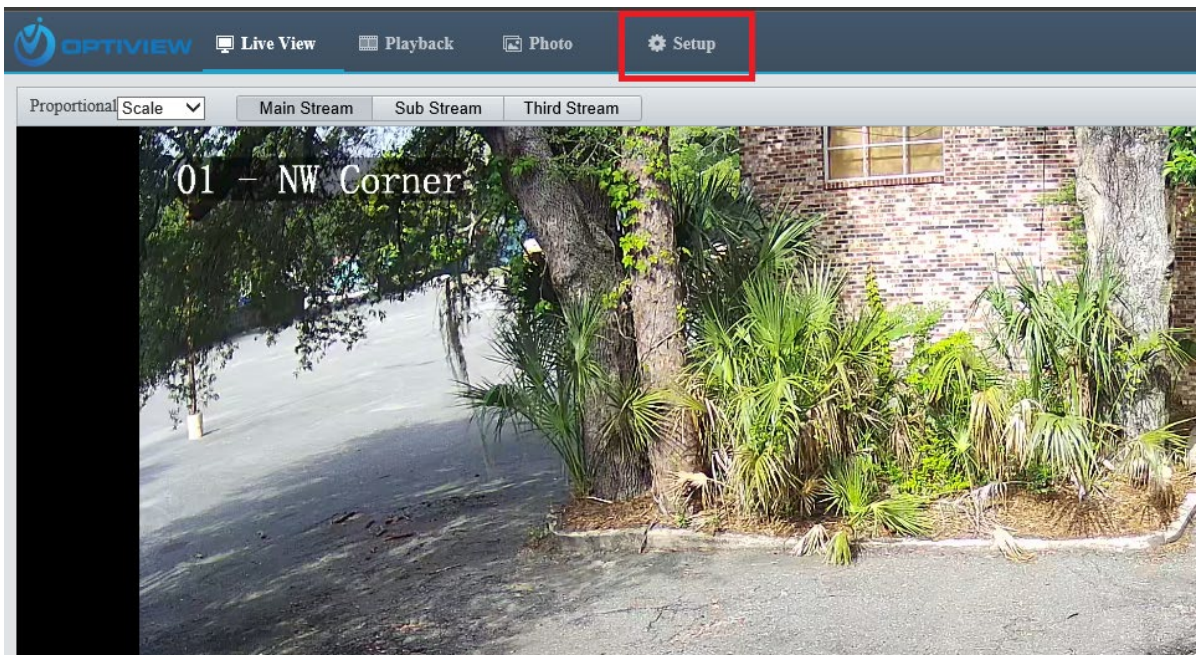 OPTIVIEW Live View Playback Photo Setup
Proportional Scale Main Stream Sub Stream Third Stream
01 - NW Corner